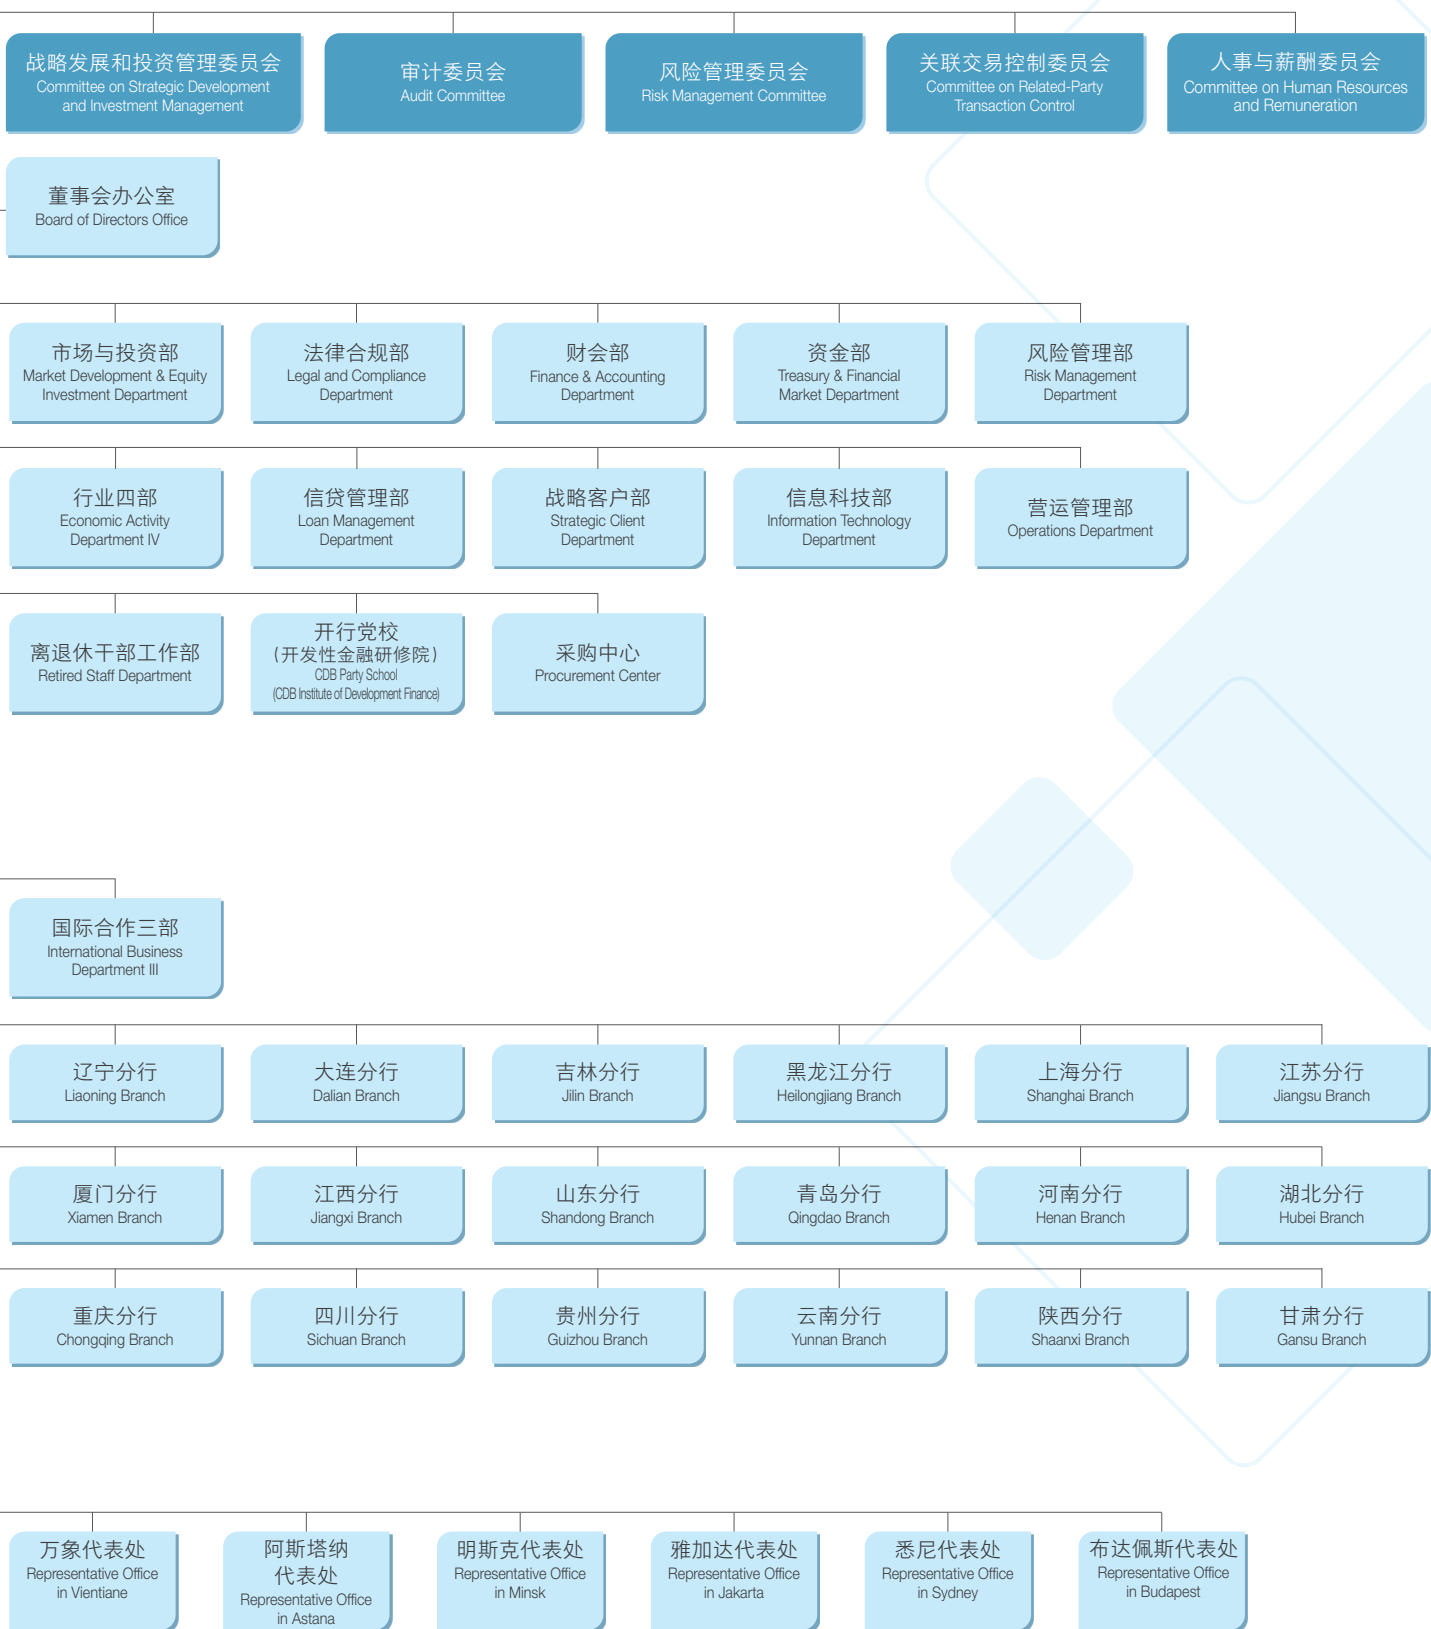 战略发展和投资管理委员会
Committee on Strategic Development
and Investment Management
审计委员会
Audit Committee
风险管理委员会
Risk Management Committee
关联交易控制委员会
Committee on Related-Party
Transaction Control
人事与薪酬委员会
Committee on Human Resources
and Remuneration
董事会办公室
Board of Directors Office
市场与投资部
Market Development & Equity
Investment Department
法律合规部
Legal and Compliance
Department
财会部
Finance & Accounting
Department
资金部
Treasury & Financial
Market Department
风险管理部
Risk Management
Department
行业四部
Economic Activity
Department IV
信贷管理部
Loan Management
Department
战略客户部
Strategic Client
Department
信息科技部
Information Technology
Department
营运管理部
Operations Department
离退休干部工作部
Retired Staff Department
开行党校
(开发性金融研修院)
CDB Party School
(CDB Institute of Development Finance)
采购中心
Procurement Center
国际合作三部
International Business
Department III
辽宁分行
Liaoning Branch
大连分行
Dalian Branch
吉林分行
Jilin Branch
黑龙江分行
Heilongjiang Branch
上海分行
Shanghai Branch
江苏分行
Jiangsu Branch
厦门分行
Xiamen Branch
江西分行
Jiangxi Branch
山东分行
Shandong Branch
青岛分行
Qingdao Branch
河南分行
Henan Branch
湖北分行
Hubei Branch
重庆分行
Chongqing Branch
四川分行
Sichuan Branch
贵州分行
Guizhou Branch
云南分行
Yunnan Branch
陕西分行
Shaanxi Branch
甘肃分行
Gansu Branch
万象代表处
Representative Office
in Vientiane
阿斯塔纳
代表处
Representative Office
in Astana
明斯克代表处
Representative Office
in Minsk
雅加达代表处
Representative Office
in Jakarta
悉尼代表处
Representative Office
in Sydney
布达佩斯代表处
Representative Office
in Budapest